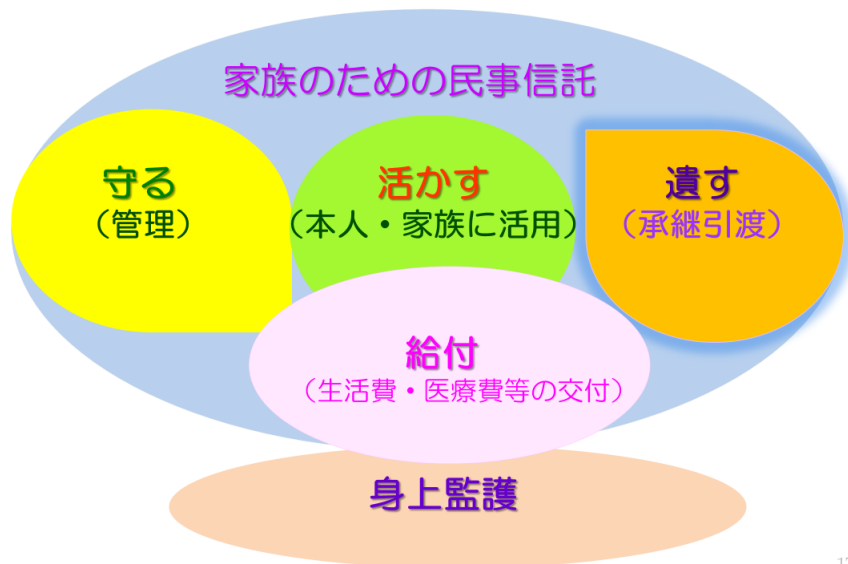 家族のための民事信託
守る
（管理）
活かす
（本人・家族に活用）
遺す
（承継引渡）
給付
（生活費・医療費等の交付）
身上監護